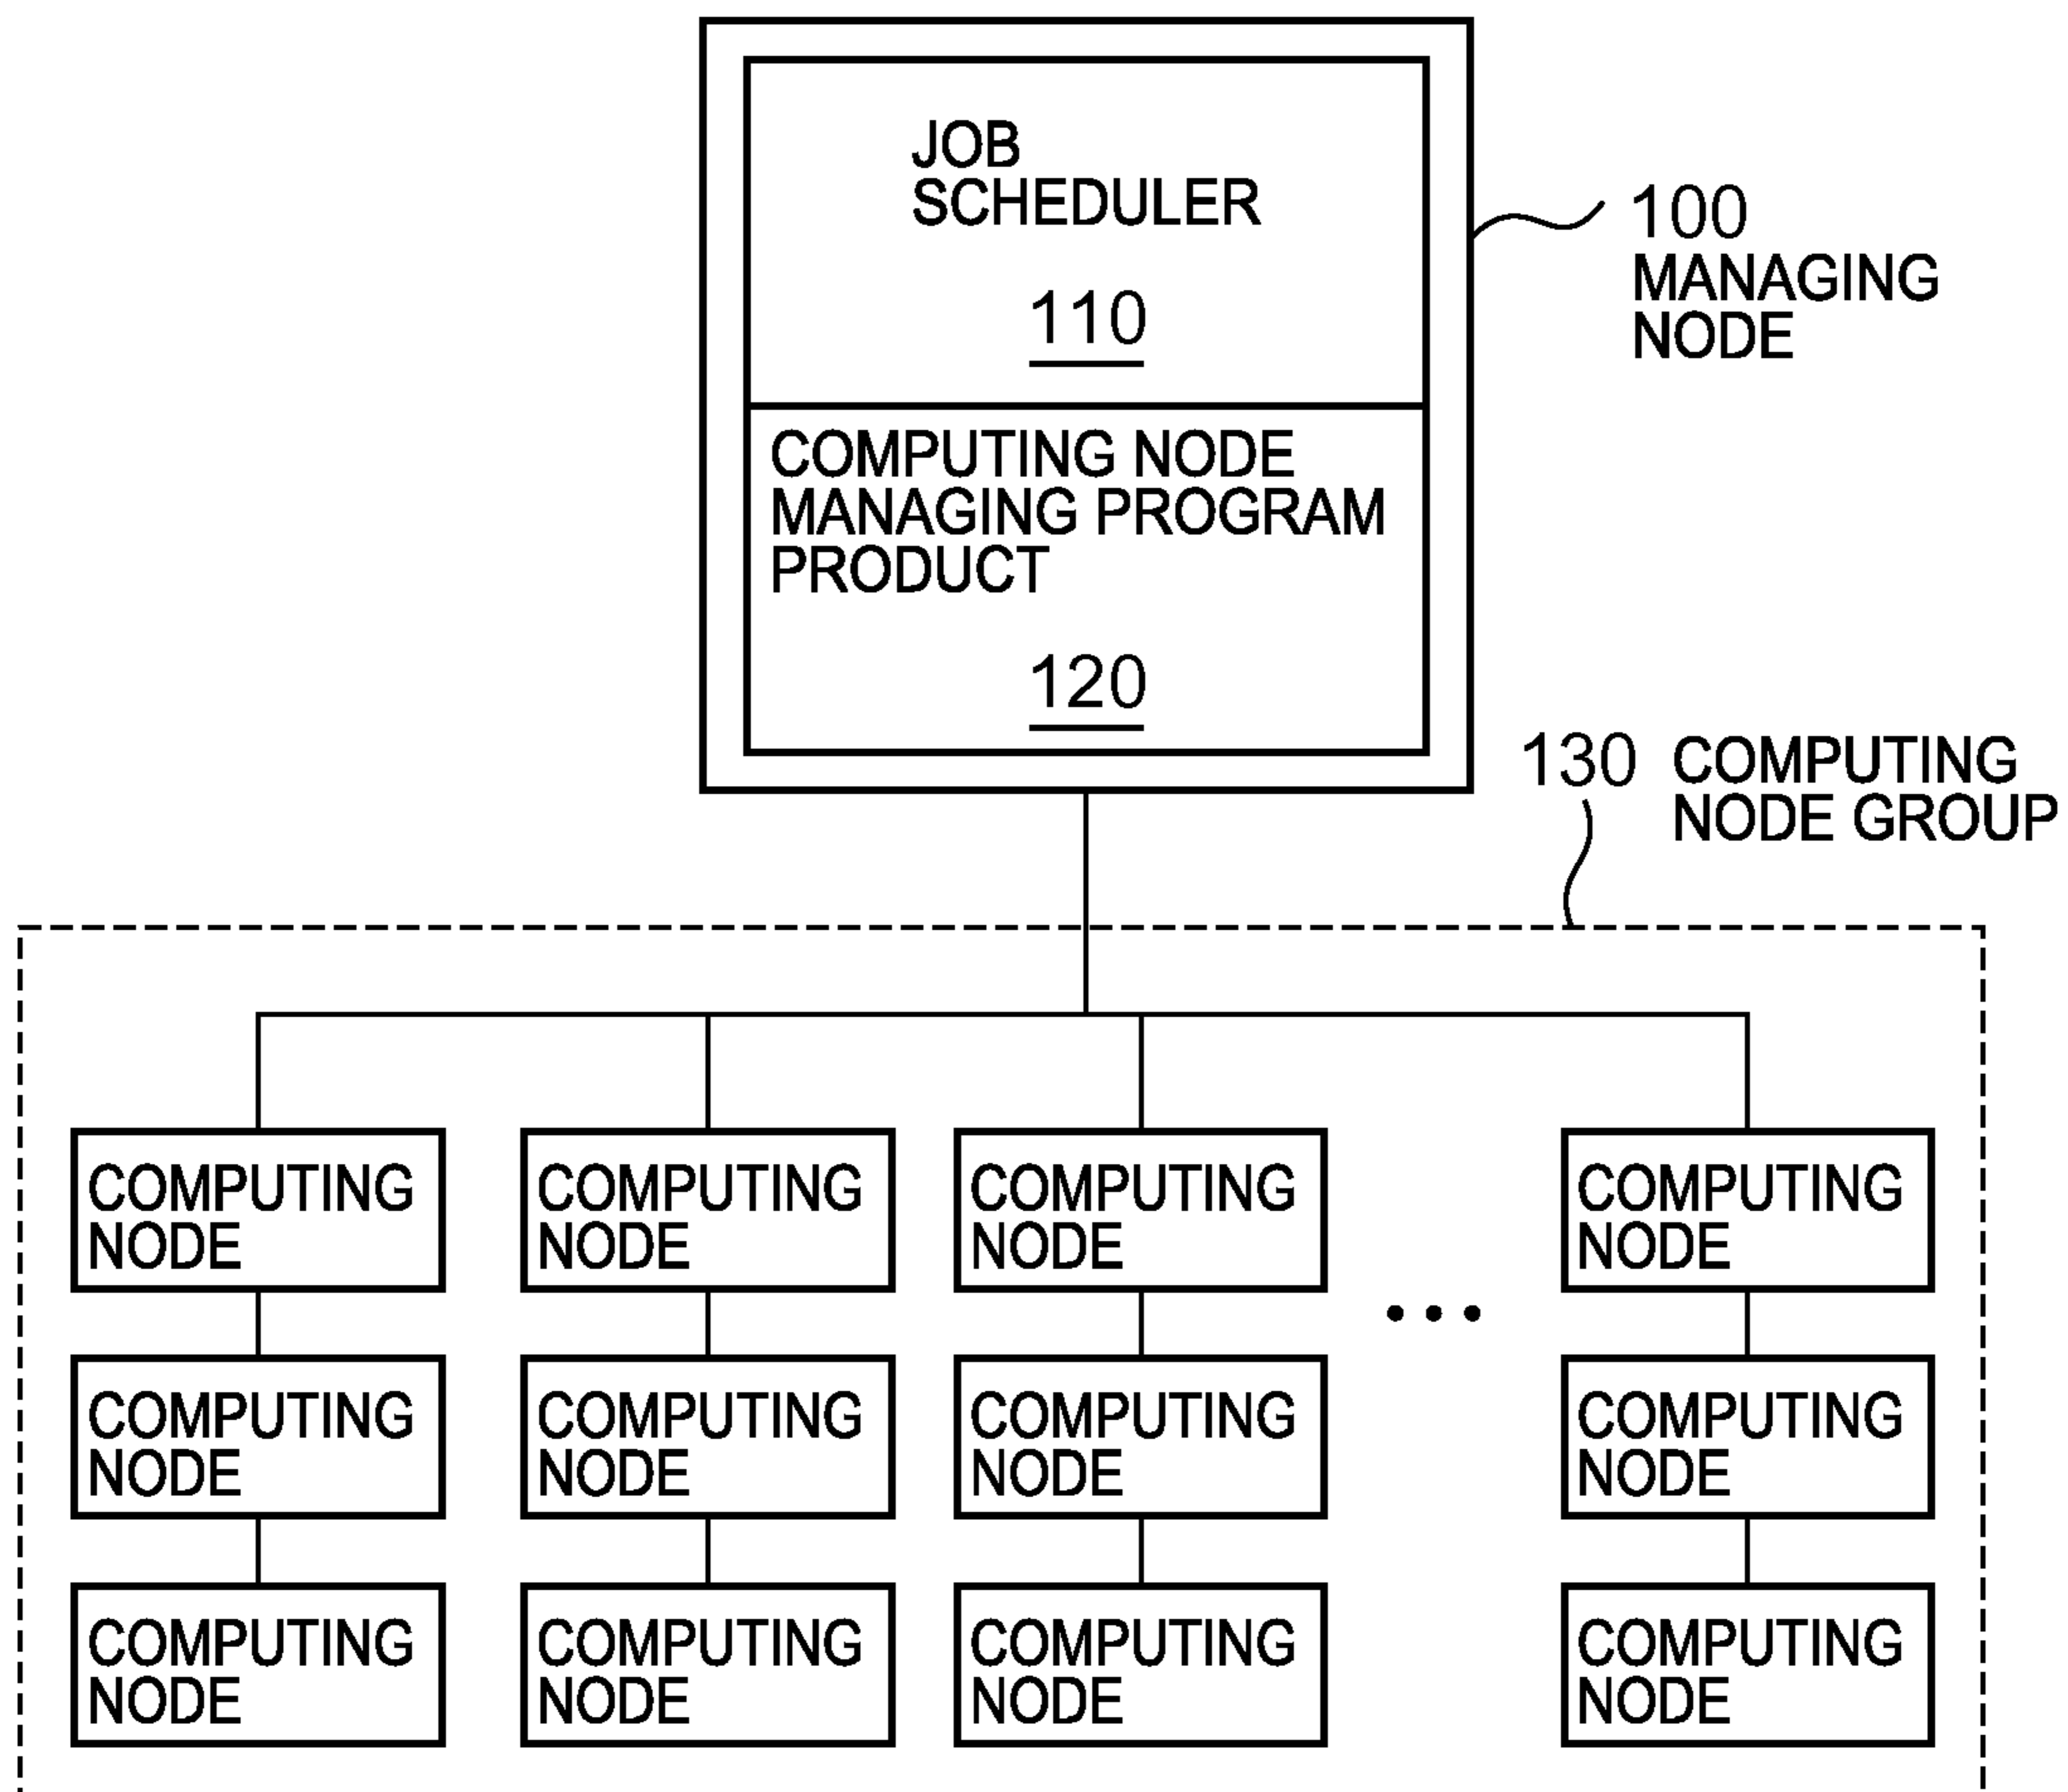 JOB
SCHEDULER
110
100
MANAGING
NODE
COMPUTING NODE
MANAGING PROGRAM
PRODUCT
120
130 COMPUTING
NODE GROUP
COMPUTING
NODE
COMPUTING
NODE
COMPUTING
NODE
COMPUTING
NODE
COMPUTING
NODE
COMPUTING
NODE
COMPUTING
NODE
COMPUTING
NODE
COMPUTING
NODE
COMPUTING
NODE
COMPUTING
NODE
COMPUTING
NODE